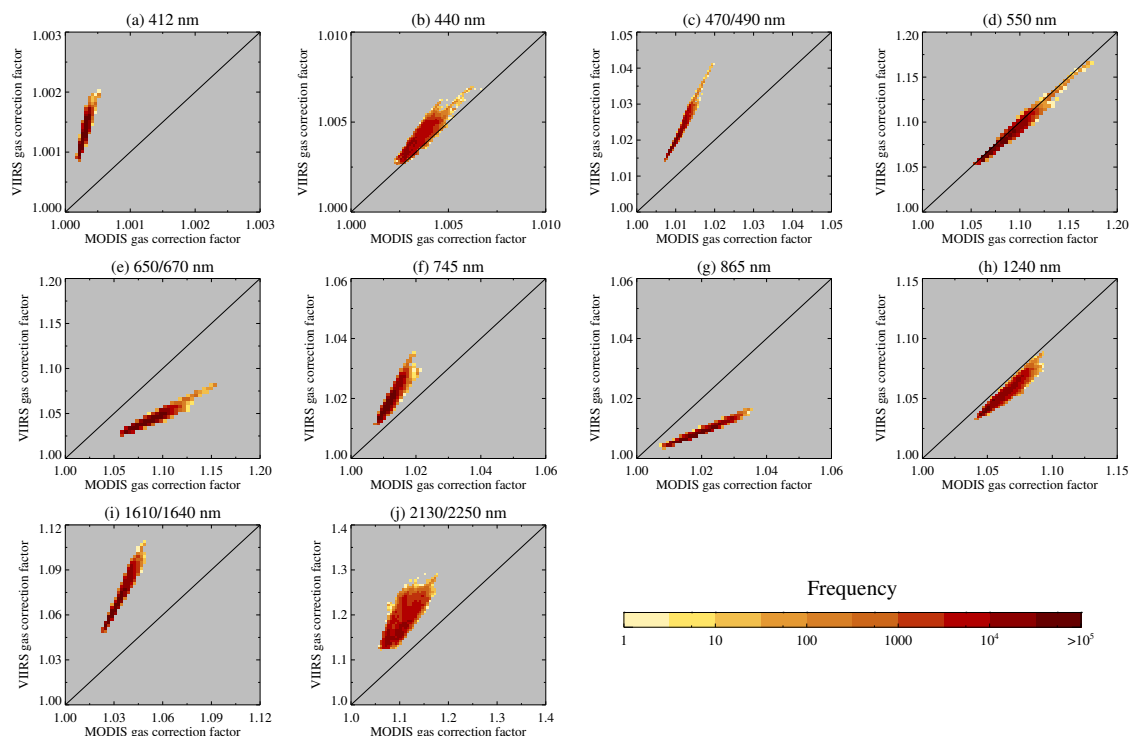 (a) 412 nm
(b) 440 nm
(c) 470/490 nm
(d) 550 nm
VIIRS gas correction factor
1.003
1.002
1.001
1.000
1.000 1.001 1.002 1.003
MODIS gas correction factor
VIIRS gas correction factor
1.010
1.005
1.000
1.000 1.005 1.010
MODIS gas correction factor
VIIRS gas correction factor
1.05
1.04
1.03
1.02
1.01
1.00
1.00 1.01 1.02 1.03 1.04 1.05
MODIS gas correction factor
VIIRS gas correction factor
1.20
1.15
1.10
1.05
1.00
1.00 1.05 1.10 1.15 1.20
MODIS gas correction factor
(e) 650/670 nm
(f) 745 nm
(g) 865 nm
(h) 1240 nm
VIIRS gas correction factor
1.20
1.15
1.10
1.05
1.00
1.00 1.05 1.10 1.15 1.20
MODIS gas correction factor
VIIRS gas correction factor
1.06
1.04
1.02
1.00
1.00 1.02 1.04 1.06
MODIS gas correction factor
VIIRS gas correction factor
1.06
1.04
1.02
1.00
1.00 1.02 1.04 1.06
MODIS gas correction factor
VIIRS gas correction factor
1.15
1.10
1.05
1.00
1.00 1.05 1.10 1.15
MODIS gas correction factor
(i) 1610/1640 nm
(j) 2130/2250 nm
VIIRS gas correction factor
1.12
1.09
1.06
1.03
1.00
1.00 1.03 1.06 1.09 1.12
MODIS gas correction factor
VIIRS gas correction factor
1.4
1.3
1.2
1.1
1.0
1.0 1.1 1.2 1.3 1.4
MODIS gas correction factor
Frequency
1 10 100 1000 10⁴ >10⁵